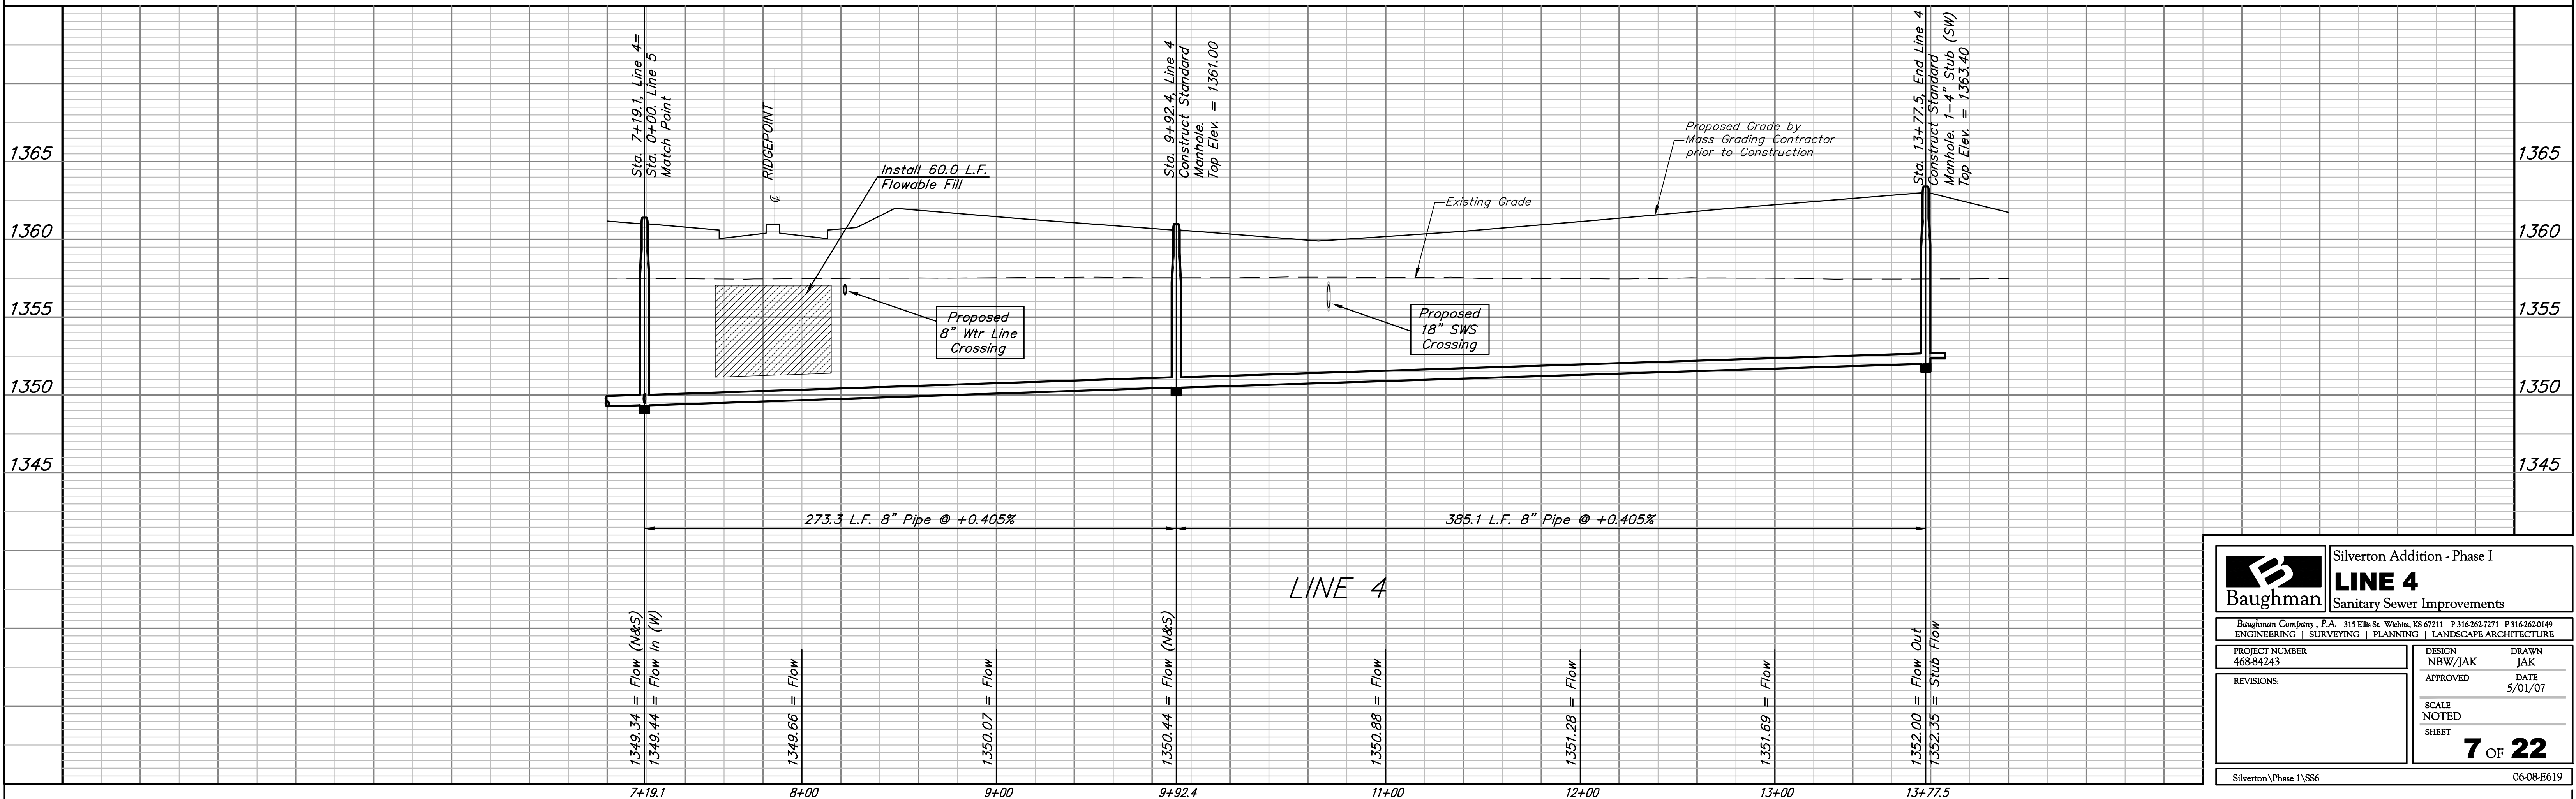 Sta. 7+19.1, Line 4=
Sta. 0+00. Line 5
Match Point
℄ RIDGEPOINT
Install 60.0 L.F.
Flowable Fill
Sta. 9+92.4, Line 4
Construct Standard
Manhole.
Top Elev. = 1361.00
Proposed Grade by
Mass Grading Contractor
prior to Construction
Sta. 13+77.5, End Line 4
Construct Standard
Manhole. 1-4" Stub (SW)
Top Elev. = 1363.40
Existing Grade
1365
1360
1355
1350
1345
1365
1360
1355
1350
1345
Proposed
8" Wtr Line
Crossing
Proposed
18" SWS
Crossing
273.3 L.F. 8" Pipe @ +0.405%
385.1 L.F. 8" Pipe @ +0.405%
LINE 4
1349.34 = Flow (N&S)
1349.44 = Flow In (W)
1349.66 = Flow
1350.07 = Flow
1350.44 = Flow (N&S)
1350.88 = Flow
1351.28 = Flow
1351.69 = Flow
1352.00 = Flow Out
1352.35 = Stub Flow
7+19.1
8+00
9+00
9+92.4
11+00
12+00
13+00
13+77.5
B
Baughman
Silverton Addition - Phase I
LINE 4
Sanitary Sewer Improvements
Baughman Company, P.A. 315 Ellis St. Wichita, KS 67211 P 316-262-7271 F 316-262-0149
ENGINEERING | SURVEYING | PLANNING | LANDSCAPE ARCHITECTURE
PROJECT NUMBER
468-84243
REVISIONS:
DESIGN
NBW/JAK
DRAWN
JAK
APPROVED
DATE
5/01/07
SCALE
NOTED
SHEET
7 OF 22
Silverton\Phase 1\SS6
06-08-E619